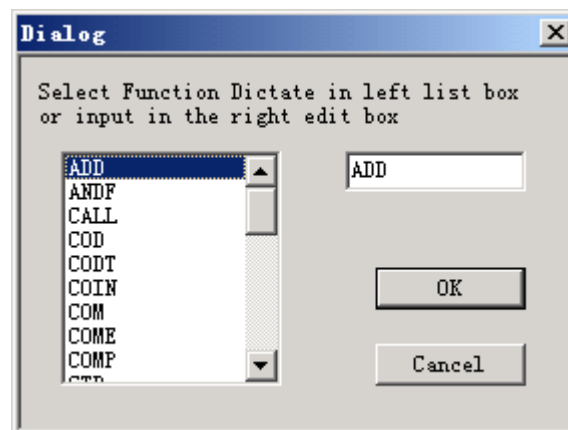 Dialog
Select Function Dictate in left list box
or input in the right edit box
ADD
ANDF
CALL
COD
CODT
COIN
COM
COME
COMP
ADD
OK
Cancel